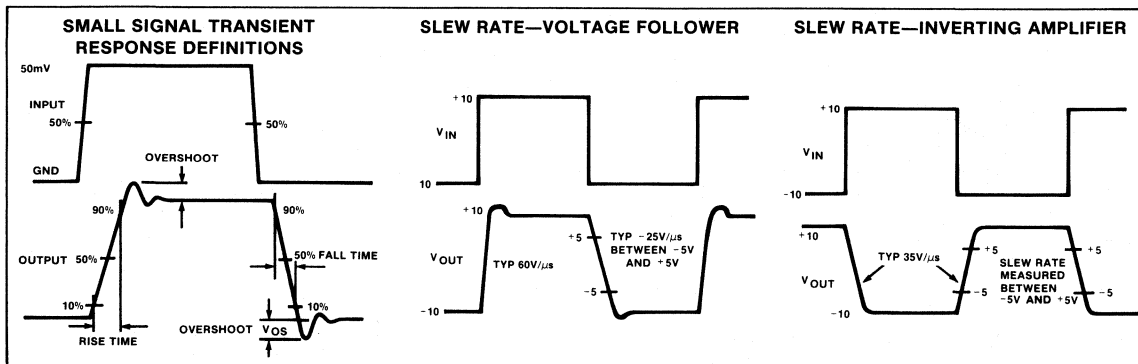 SMALL SIGNAL TRANSIENT
RESPONSE DEFINITIONS
50mV
INPUT
50%
50%
GND
OVERSHOOT
90%
90%
OUTPUT
50%
50% FALL TIME
10%
10%
OVERSHOOT
VOS
RISE TIME
SLEW RATE—VOLTAGE FOLLOWER
+10
VIN
10
+10
+5
TYP −25V/µs
BETWEEN −5V
AND +5V
VOUT
TYP 60V/µs
−5
−10
SLEW RATE—INVERTING AMPLIFIER
+10
VIN
−10
+10
+5
+5
TYP 35V/µs
SLEW RATE
MEASURED
BETWEEN
−5V AND +5V
VOUT
−5
−5
−10